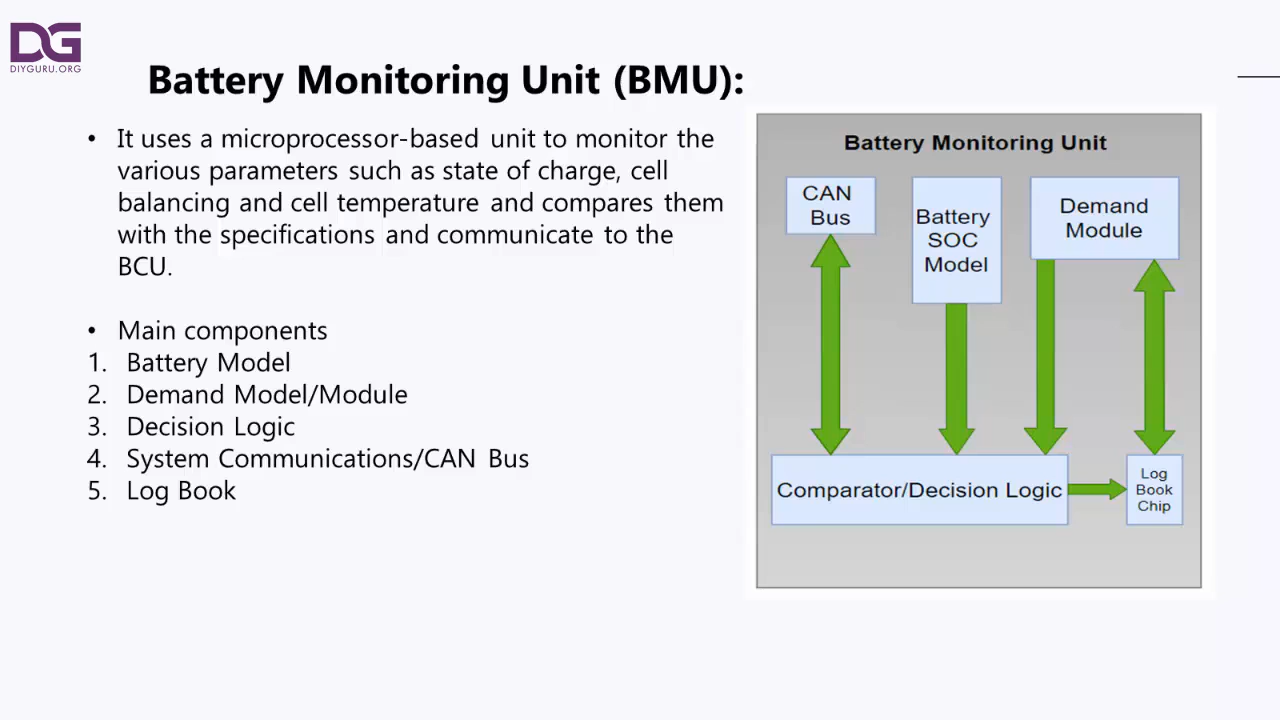 DG
DIYGURU.ORG
Battery Monitoring Unit (BMU):
• It uses a microprocessor-based unit to monitor the
various parameters such as state of charge, cell
balancing and cell temperature and compares them
with the specifications and communicate to the
BCU.
• Main components
1. Battery Model
2. Demand Model/Module
3. Decision Logic
4. System Communications/CAN Bus
5. Log Book
Battery Monitoring Unit
CAN
Bus
Battery
SOC
Model
Demand
Module
Comparator/Decision Logic
Log
Book
Chip